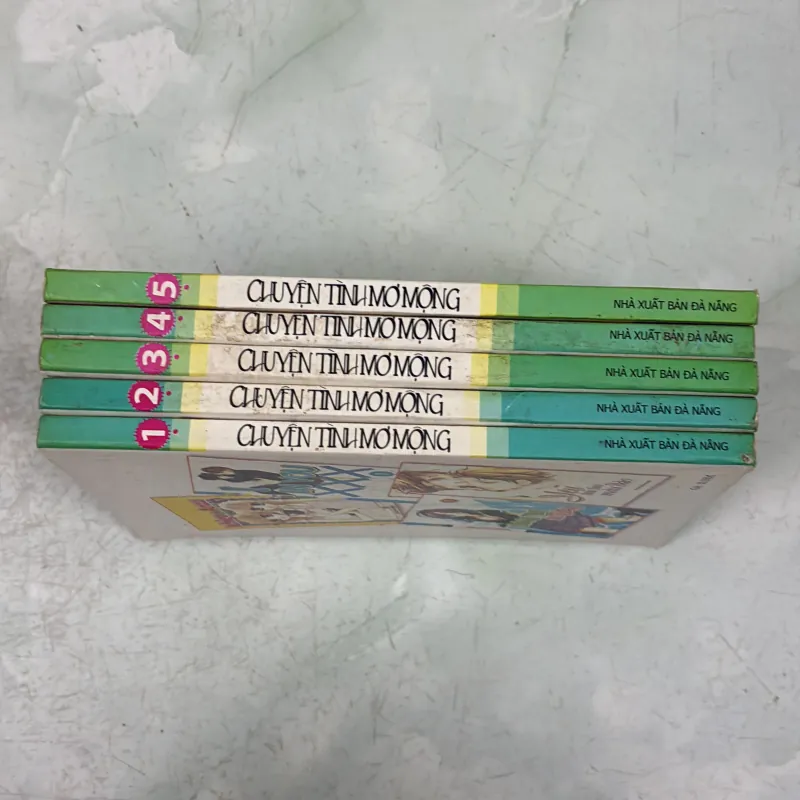 5 CHUYỆN TÌNH MƠ MỘNG NHÀ XUẤT BẢN ĐÀ NẴNG
4 CHUYỆN TÌNH MƠ MỘNG NHÀ XUẤT BẢN ĐÀ NẴNG
3 CHUYỆN TÌNH MƠ MỘNG NHÀ XUẤT BẢN ĐÀ NẴNG
2 CHUYỆN TÌNH MƠ MỘNG NHÀ XUẤT BẢN ĐÀ NẴNG
1 CHUYỆN TÌNH MƠ MỘNG NHÀ XUẤT BẢN ĐÀ NẴNG